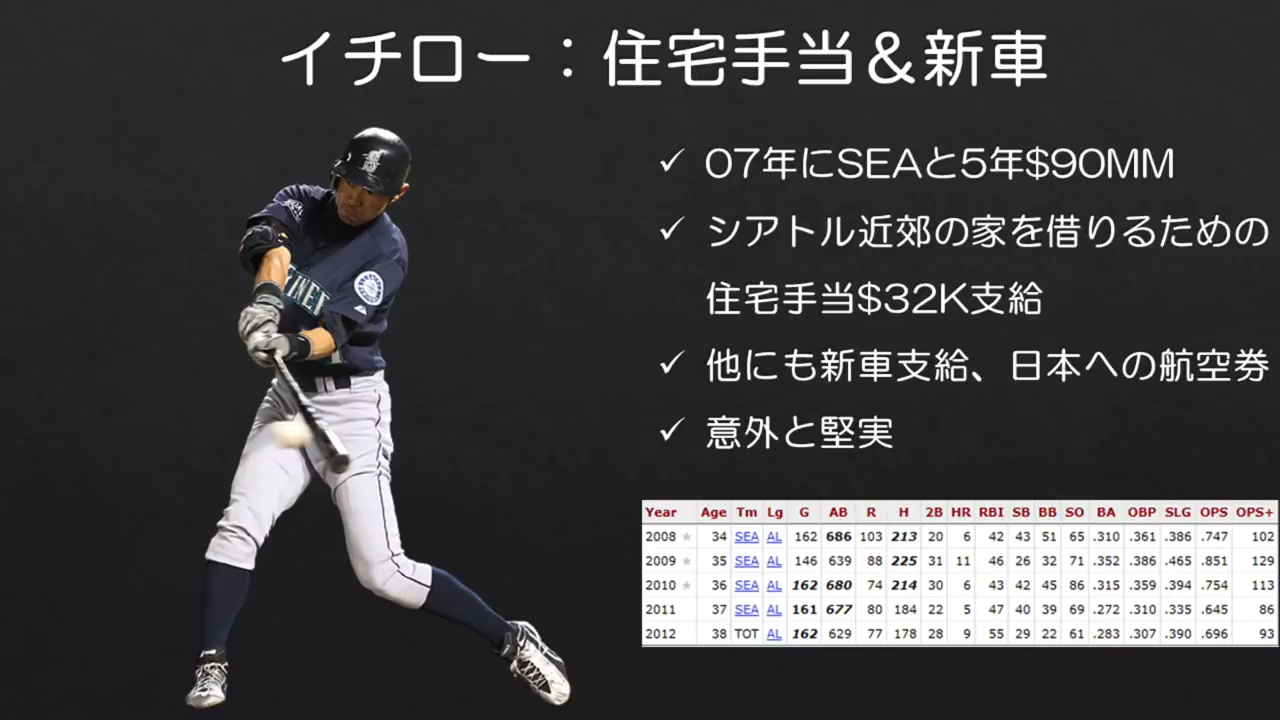 イチロー：住宅手当＆新車
✓ 07年にSEAと5年$90MM
✓ シアトル近郊の家を借りるための
住宅手当$32K支給
✓ 他にも新車支給、日本への航空券
✓ 意外と堅実
Year Age Tm Lg G AB R H 2B HR RBI SB BB SO BA OBP SLG OPS OPS+
2008 ★ 34 SEA AL 162 686 103 213 20 6 42 43 51 65 .310 .361 .386 .747 102
2009 ★ 35 SEA AL 146 639 88 225 31 11 46 26 32 71 .352 .386 .465 .851 129
2010 ★ 36 SEA AL 162 680 74 214 30 6 43 42 45 86 .315 .359 .394 .754 113
2011 37 SEA AL 161 677 80 184 22 5 47 40 39 69 .272 .310 .335 .645 86
2012 38 TOT AL 162 629 77 178 28 9 55 29 22 61 .283 .307 .390 .696 93